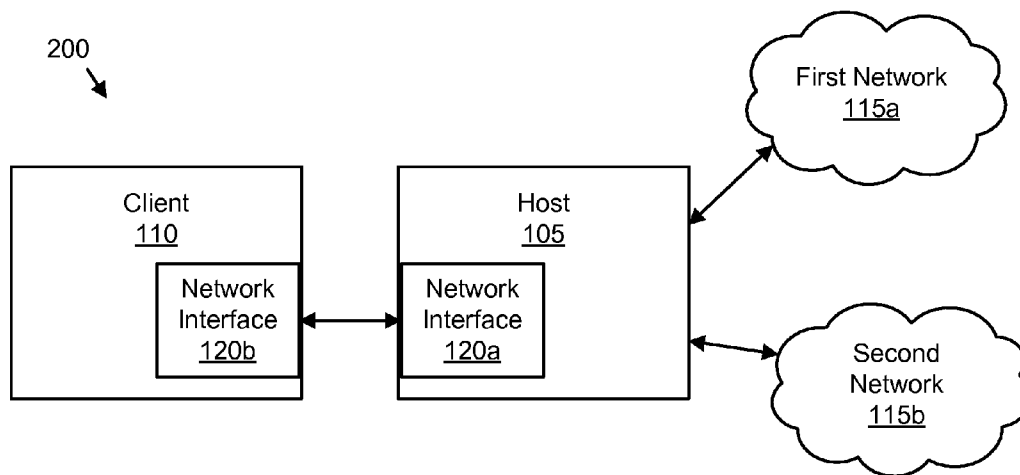 200
First Network
115a
Client
110
Host
105
Network
Interface
120b
Network
Interface
120a
Second
Network
115b